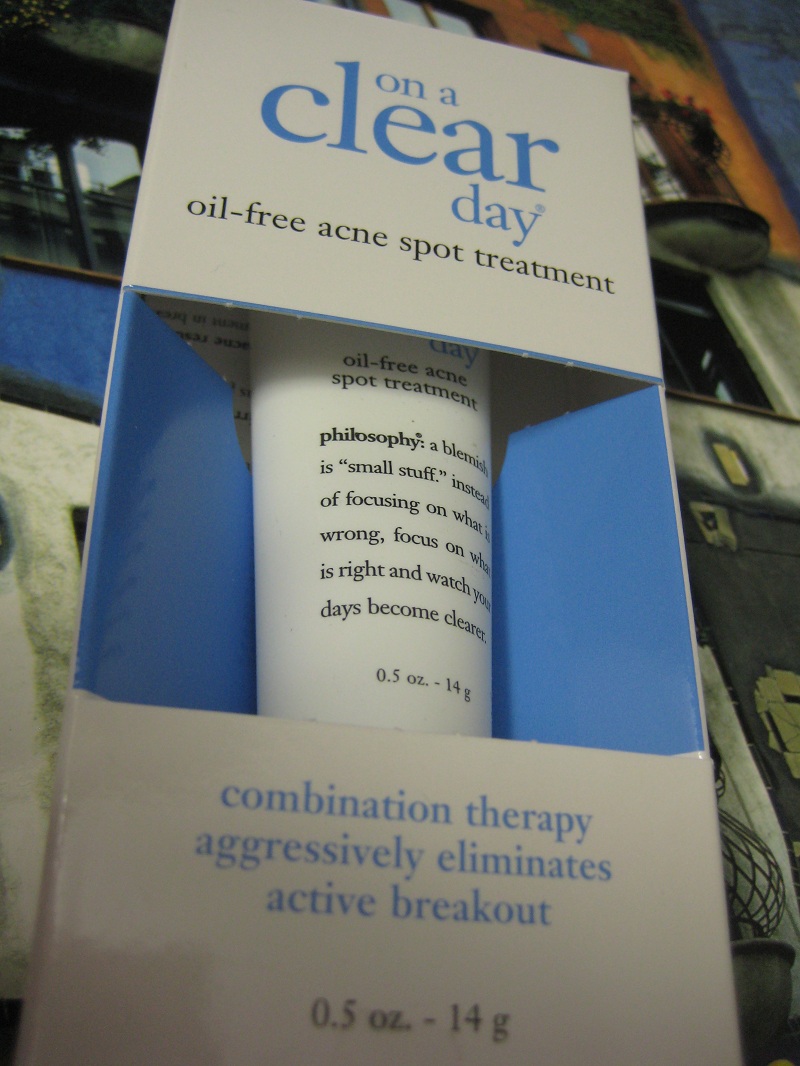 on a
clear
day®
oil-free acne spot treatment
day
oil-free acne
spot treatment
philosophy®: a blemish
is “small stuff.” instead
of focusing on what
wrong, focus on what
is right and watch your
days become clearer.
0.5 oz. - 14 g
combination therapy
aggressively eliminates
active breakout
0.5 oz. - 14 g